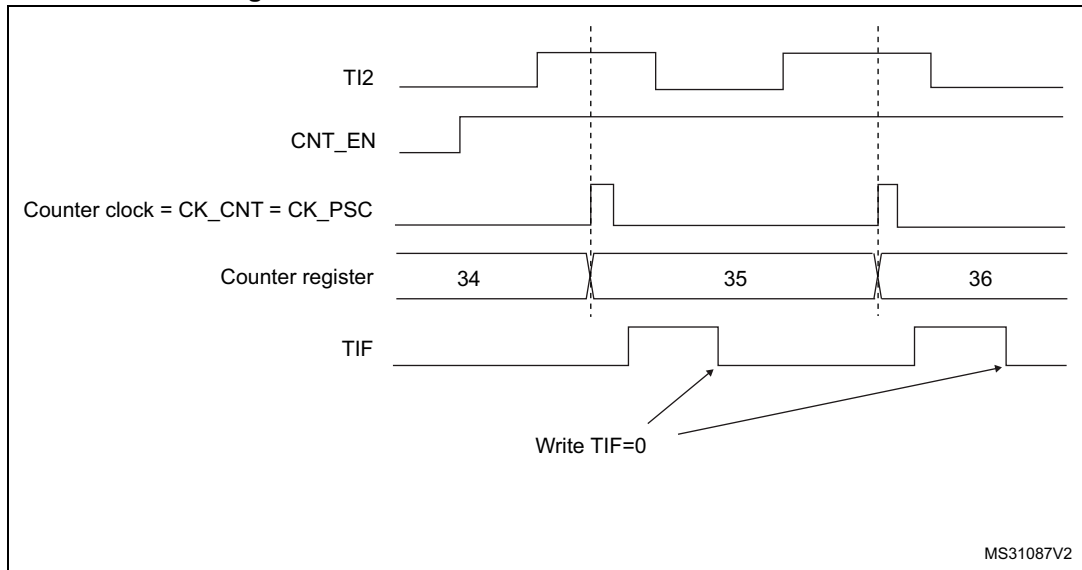 TI2
CNT_EN
Counter clock = CK_CNT = CK_PSC
Counter register 34 35 36
TIF
Write TIF=0
MS31087V2